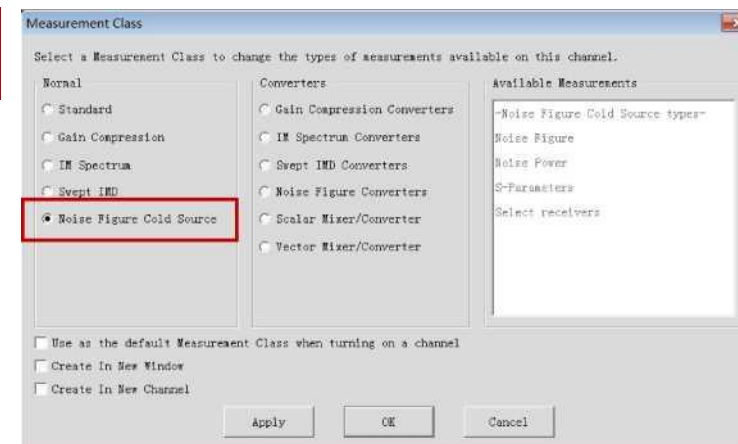 Measurement Class
Select a Measurement Class to change the types of measurements available on this channel.
Normal
Standard
Gain Compression
IM Spectrum
Swept IMD
Noise Figure Cold Source
Converters
Gain Compression Converters
IM Spectrum Converters
Swept IMD Converters
Noise Figure Converters
Scalar Mixer/Converter
Vector Mixer/Converter
Available Measurements
-Noise Figure Cold Source types-
Noise Figure
Noise Power
S-Parameters
Select receivers
Use as the default Measurement Class when turning on a channel
Create In New Window
Create In New Channel
Apply
OK
Cancel